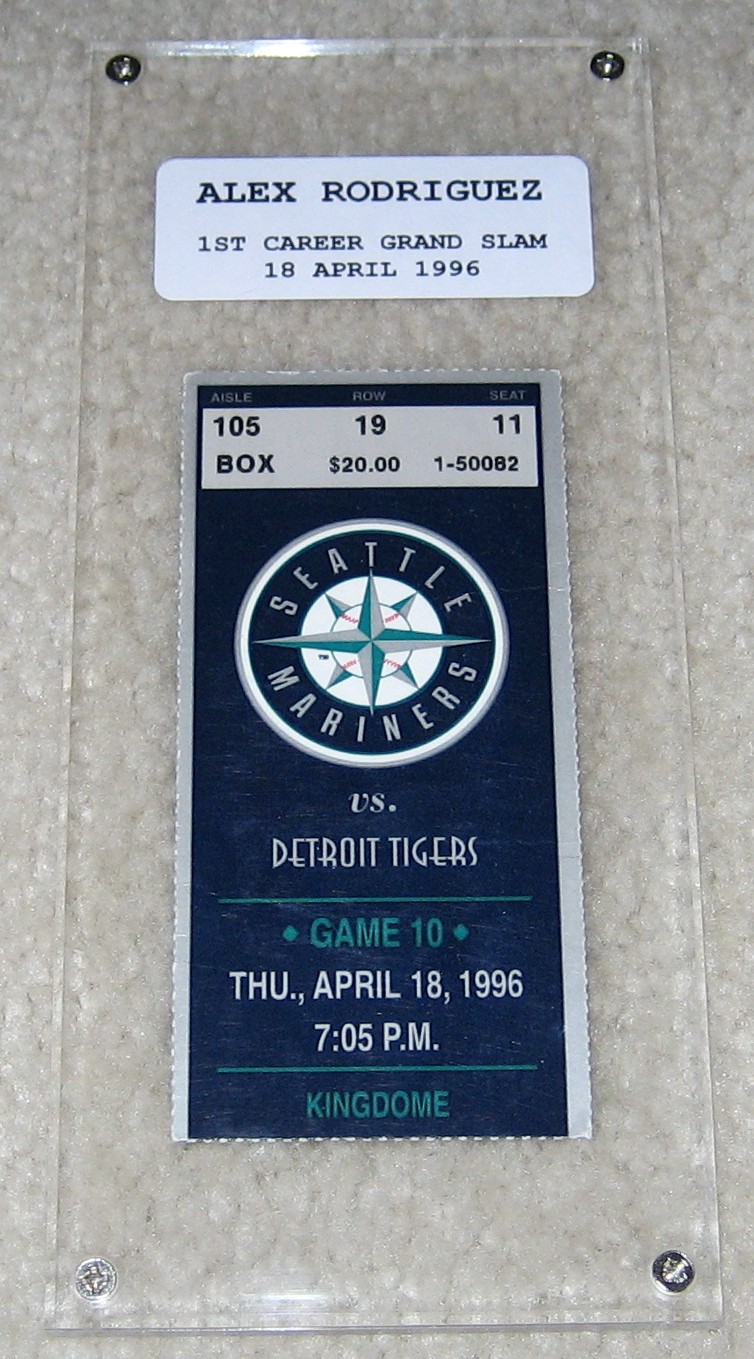 ALEX RODRIGUEZ
1ST CAREER GRAND SLAM
18 APRIL 1996
AISLE ROW SEAT
105 19 11
BOX $20.00 1-50082
SEATTLE
™
MARINERS
vs.
DETROIT TIGERS
◆ GAME 10 ◆
THU., APRIL 18, 1996
7:05 P.M.
KINGDOME